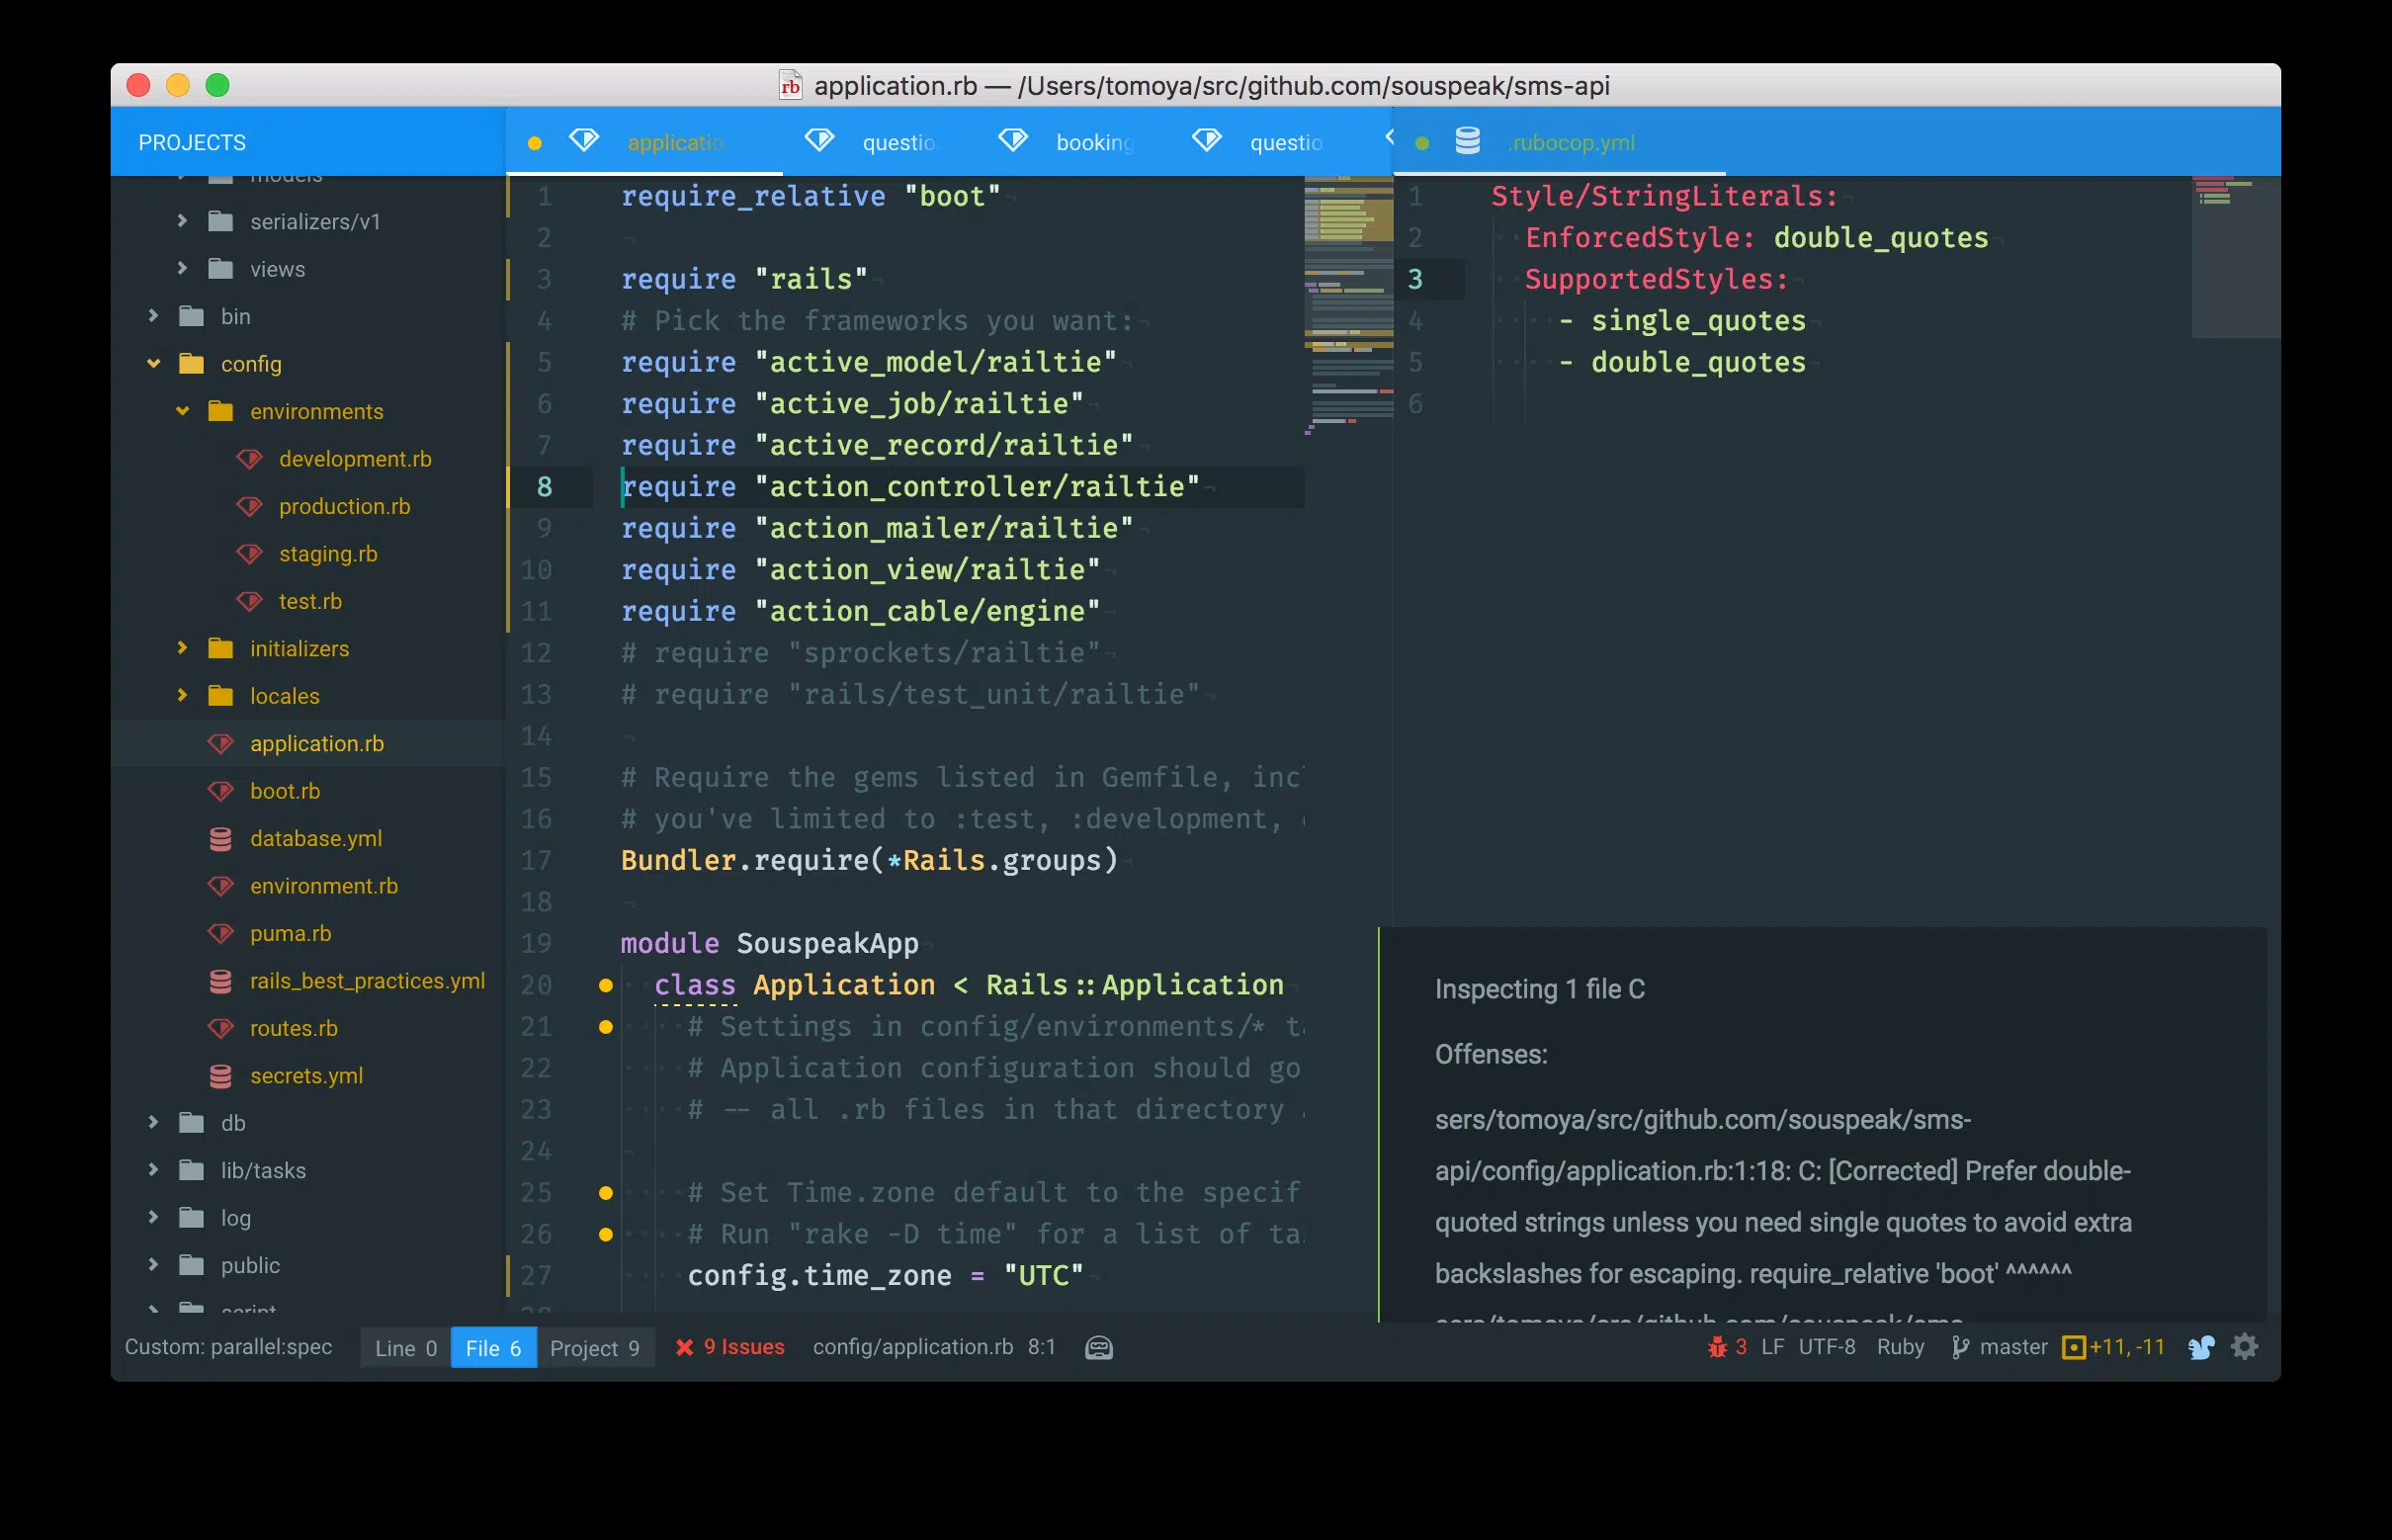 rb application.rb — /Users/tomoya/src/github.com/souspeak/sms-api
PROJECTS
models
serializers/v1
views
bin
config
environments
development.rb
production.rb
staging.rb
test.rb
initializers
locales
application.rb
boot.rb
database.yml
environment.rb
puma.rb
rails_best_practices.yml
routes.rb
secrets.yml
db
lib/tasks
log
public
script
applicatio
questio
booking
questio
1 require_relative "boot"
2
3 require "rails"
4 # Pick the frameworks you want:
5 require "active_model/railtie"
6 require "active_job/railtie"
7 require "active_record/railtie"
8 require "action_controller/railtie"
9 require "action_mailer/railtie"
10 require "action_view/railtie"
11 require "action_cable/engine"
12 # require "sprockets/railtie"
13 # require "rails/test_unit/railtie"
14
15 # Require the gems listed in Gemfile, inc
16 # you've limited to :test, :development,
17 Bundler.require(*Rails.groups)
18
19 module SouspeakApp
20 class Application < Rails::Application
21 # Settings in config/environments/* ta
22 # Application configuration should go
23 # -- all .rb files in that directory
24
25 # Set Time.zone default to the specif
26 # Run "rake -D time" for a list of ta
27 config.time_zone = "UTC"
28
.rubocop.yml
1 Style/StringLiterals:
2 EnforcedStyle: double_quotes
3 SupportedStyles:
4 - single_quotes
5 - double_quotes
6
Inspecting 1 file C
Offenses:
sers/tomoya/src/github.com/souspeak/sms-
api/config/application.rb:1:18: C: [Corrected] Prefer double-
quoted strings unless you need single quotes to avoid extra
backslashes for escaping. require_relative 'boot' ^^^^^^
sers/tomoya/src/github.com/souspeak/sms-
Custom: parallel:spec Line 0 File 6 Project 9 9 Issues config/application.rb 8:1 3 LF UTF-8 Ruby master +11, -11